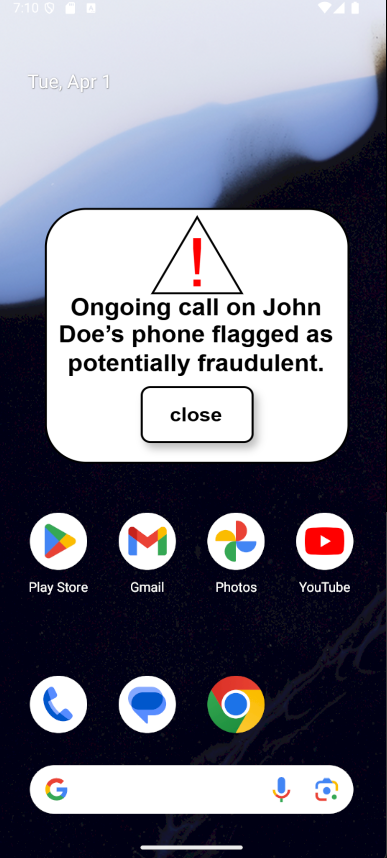 7:10
Tue, Apr 1
!
Ongoing call on John
Doe’s phone flagged as
potentially fraudulent.
close
Play Store Gmail Photos YouTube